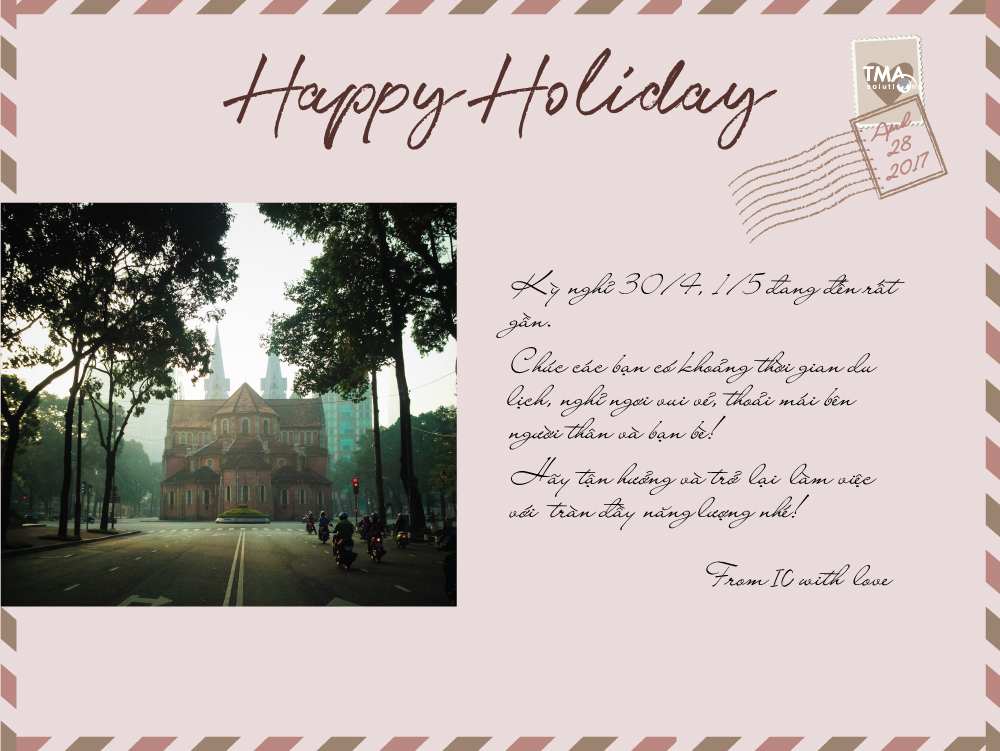 Happy Holiday
TMA
solutions
April
28
2017
Kỳ nghỉ 30/4, 1/5 đang đến rất
gần.
Chúc các bạn có khoảng thời gian du
lịch, nghỉ ngơi vui vẻ, thoải mái bên
người thân và bạn bè!
Hãy tận hưởng và trở lại làm việc
với tràn đầy năng lượng nhé!
From IC with love